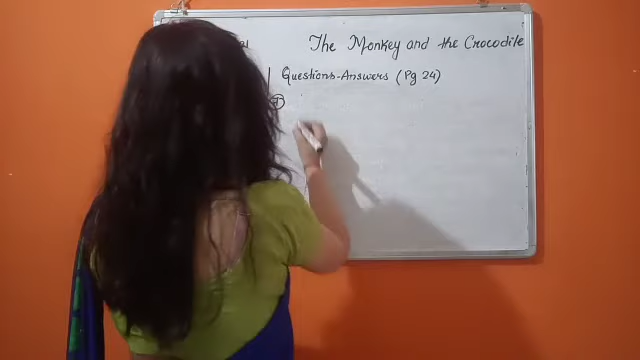 The Monkey and the Crocodile
Questions-Answers (Pg 24)